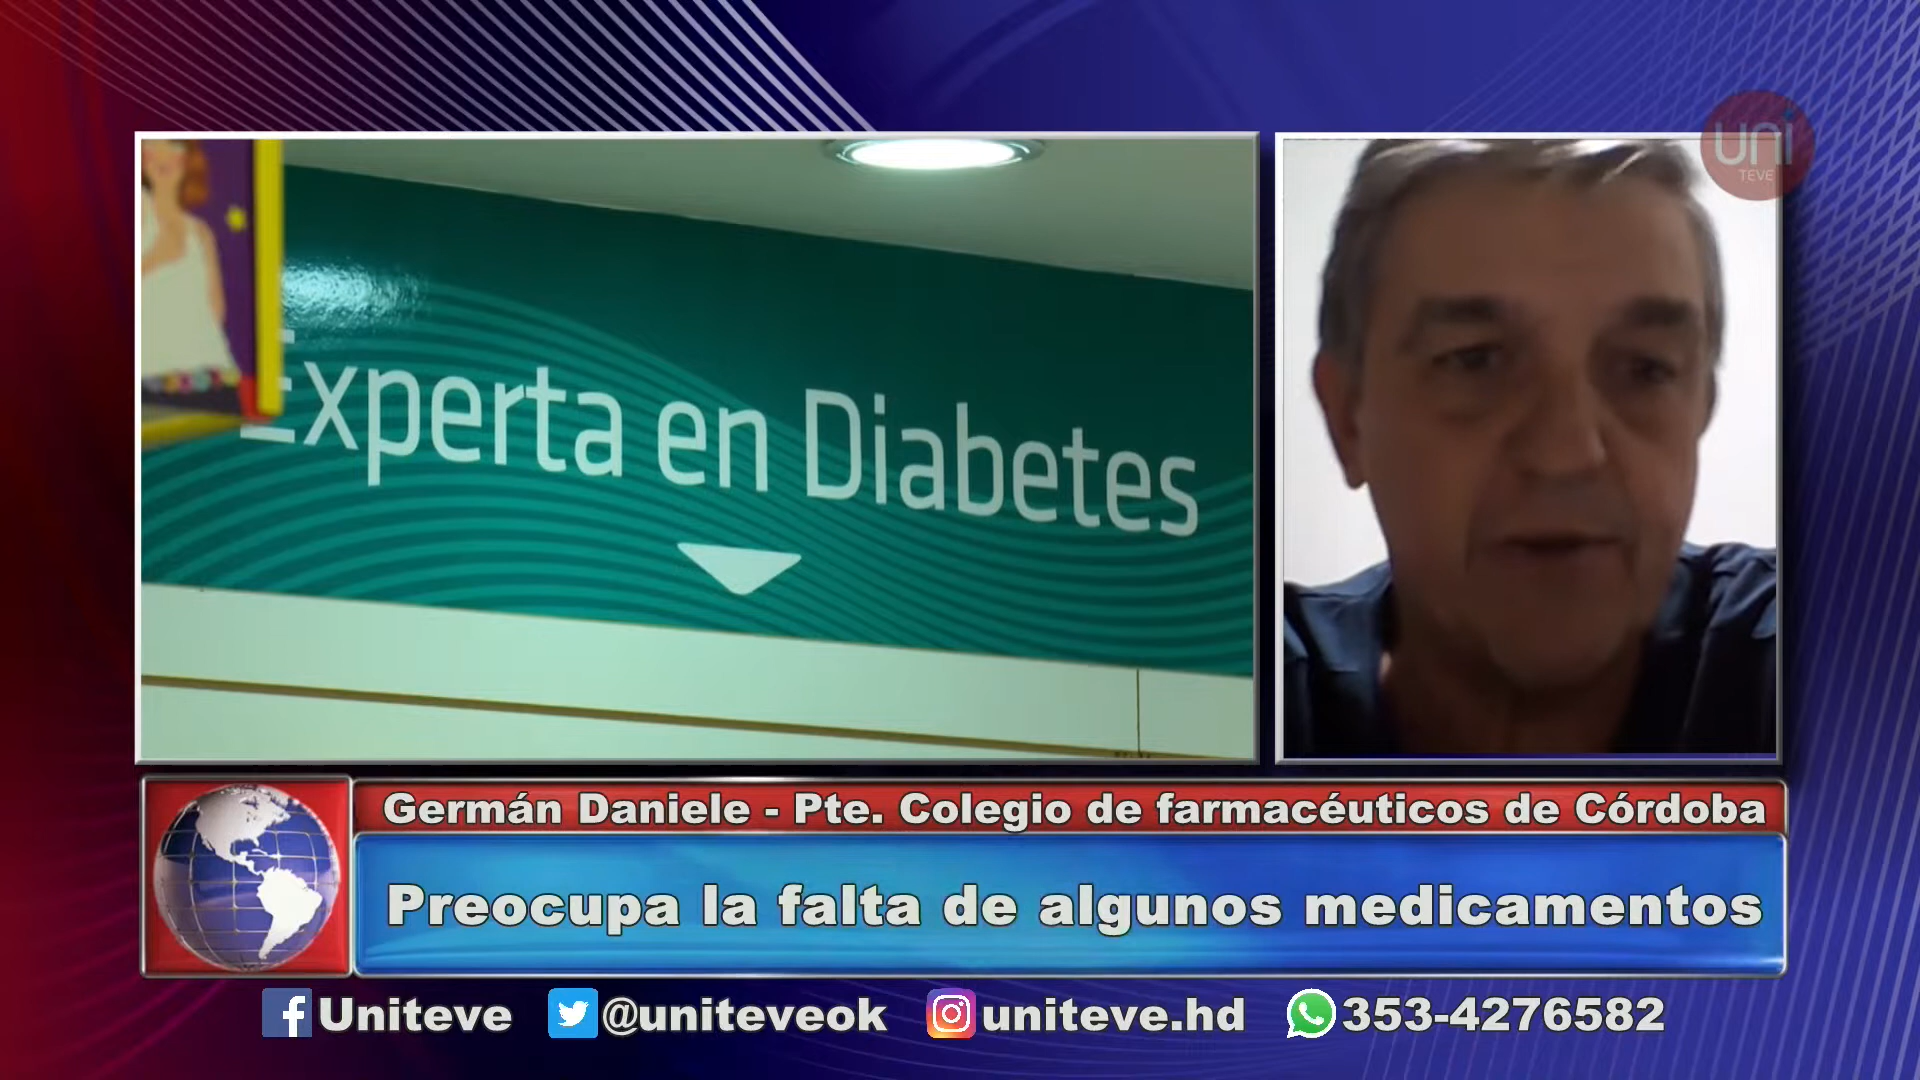 uni
TEVE
Experta en Diabetes
Germán Daniele - Pte. Colegio de farmacéuticos de Córdoba
Preocupa la falta de algunos medicamentos
Uniteve @uniteveok uniteve.hd 353-4276582